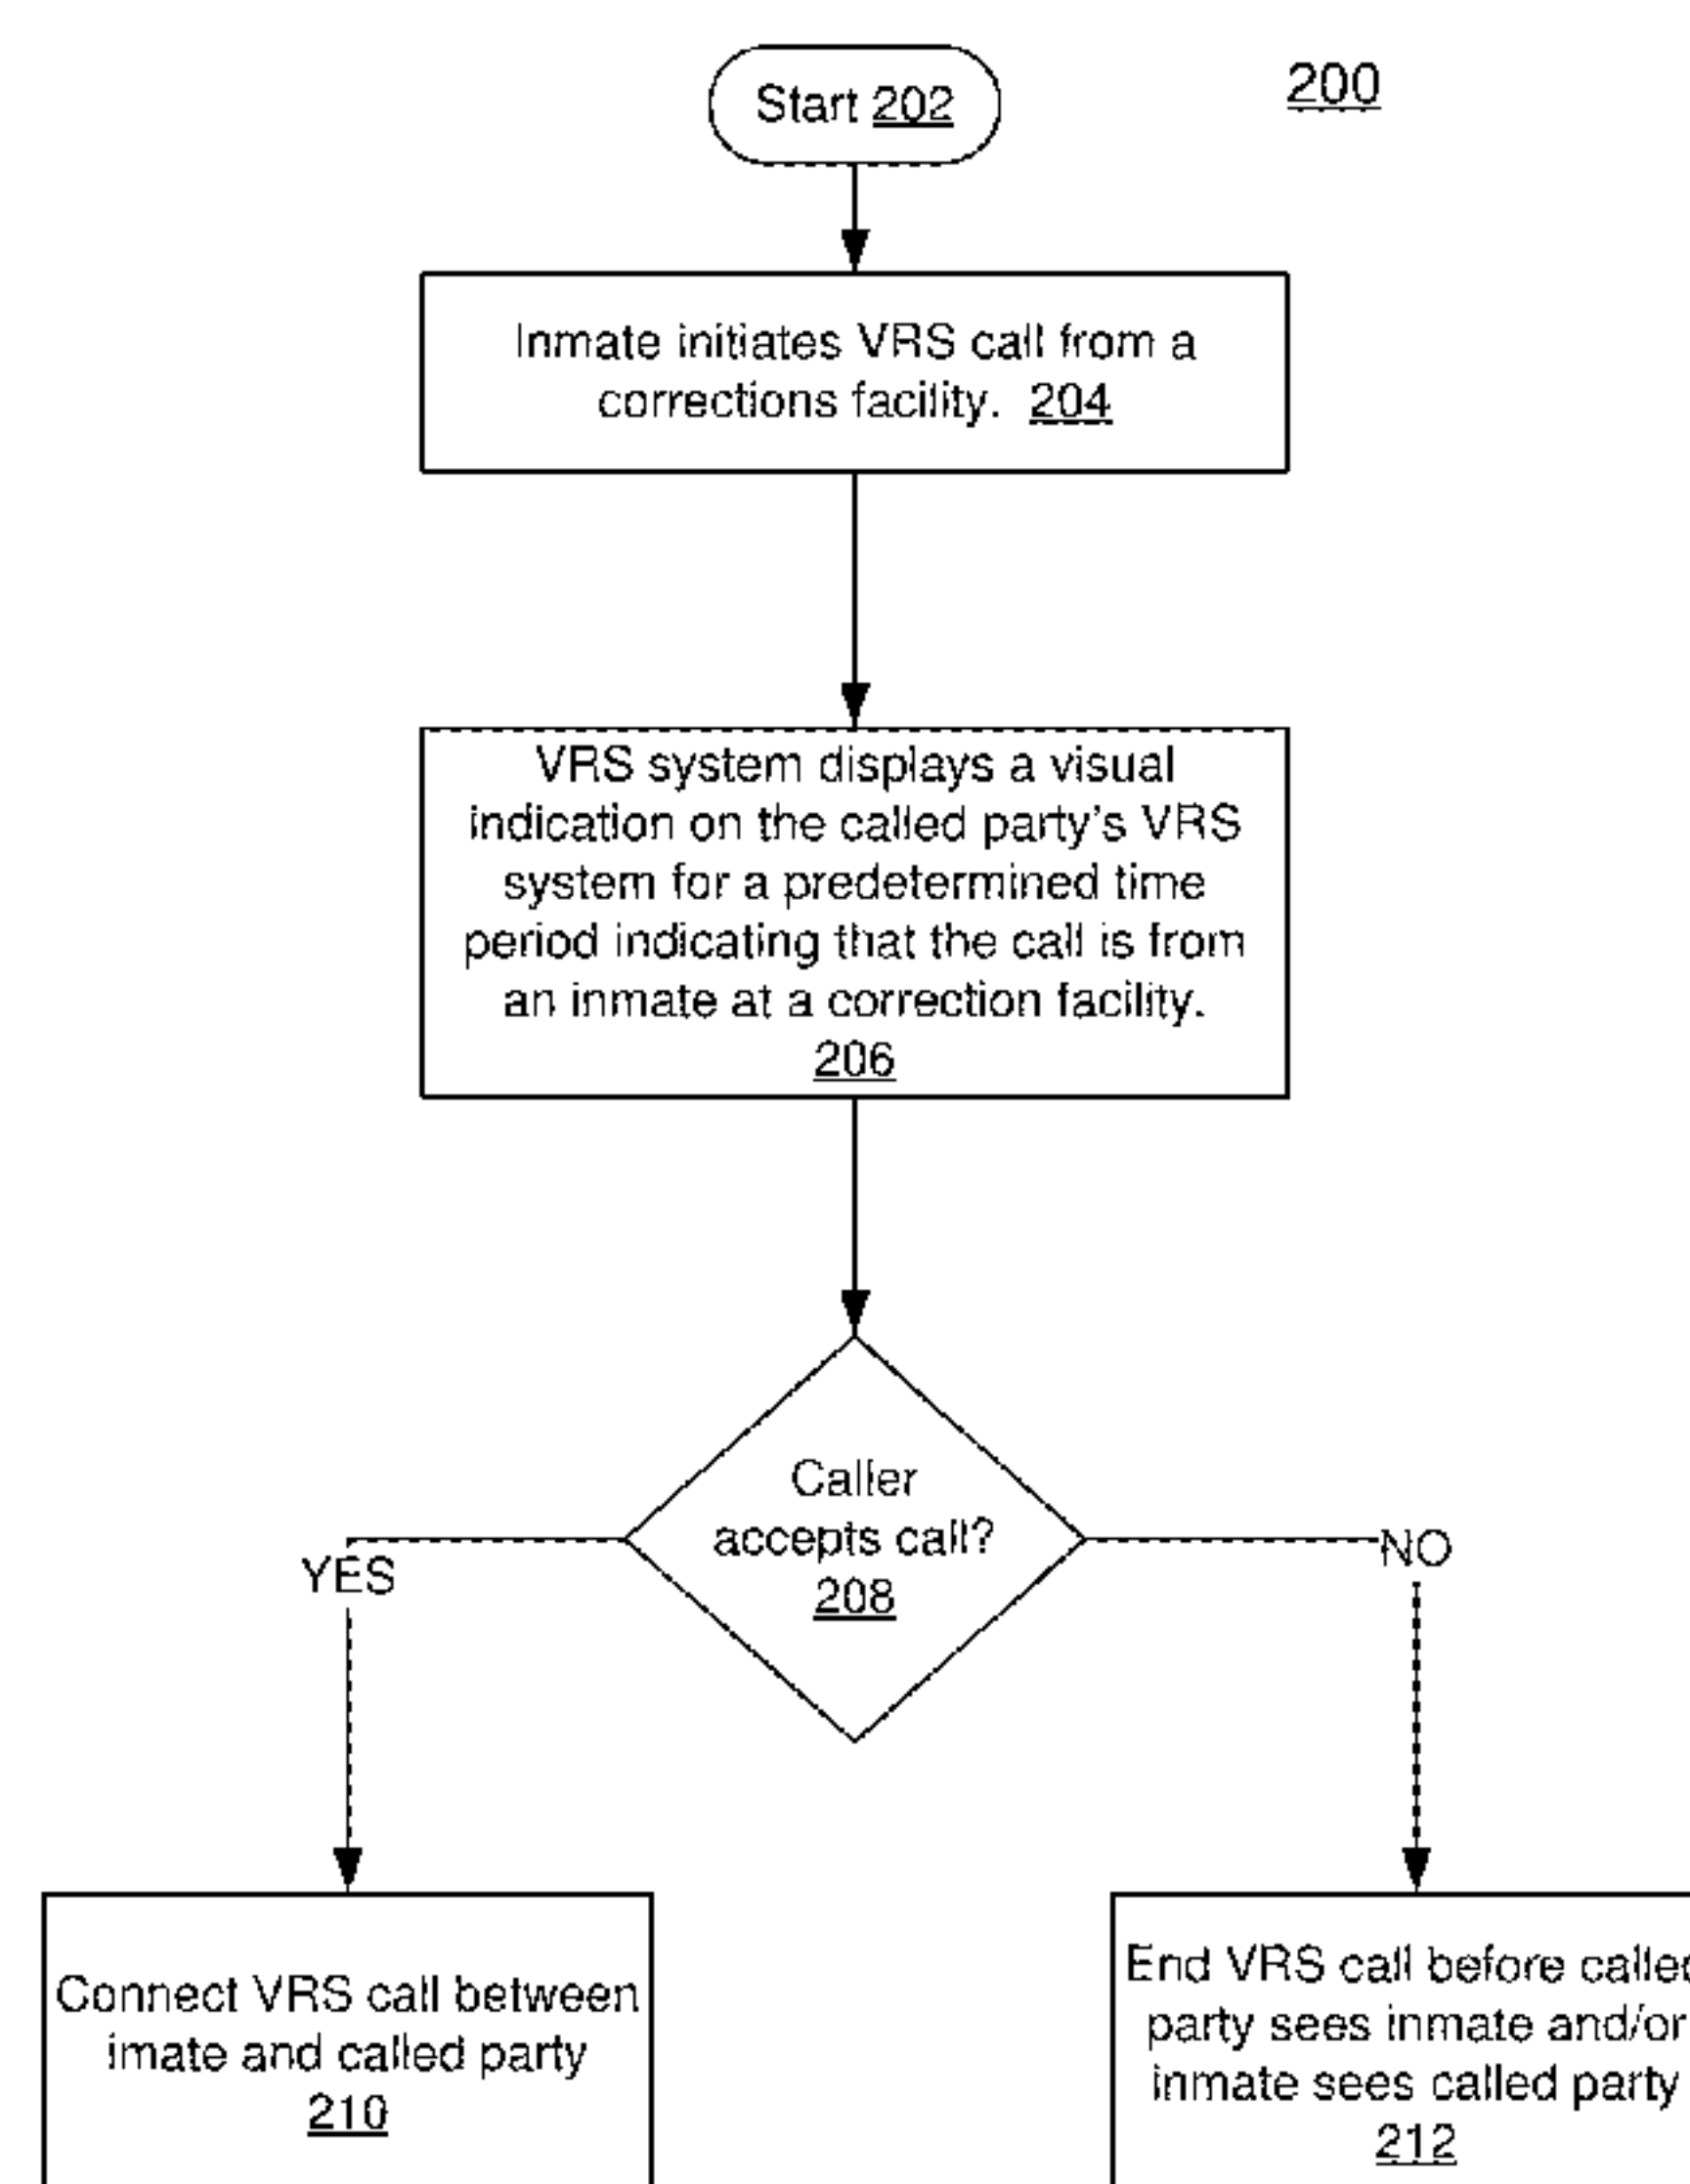 Start 202
200
Inmate initiates VRS call from a
corrections facility. 204
VRS system displays a visual
indication on the called party's VRS
system for a predetermined time
period indicating that the call is from
an inmate at a correction facility.
206
Caller
accepts call?
208
YES
NO
Connect VRS call between
imate and called party
210
End VRS call before called
party sees inmate and/or
inmate sees called party
212